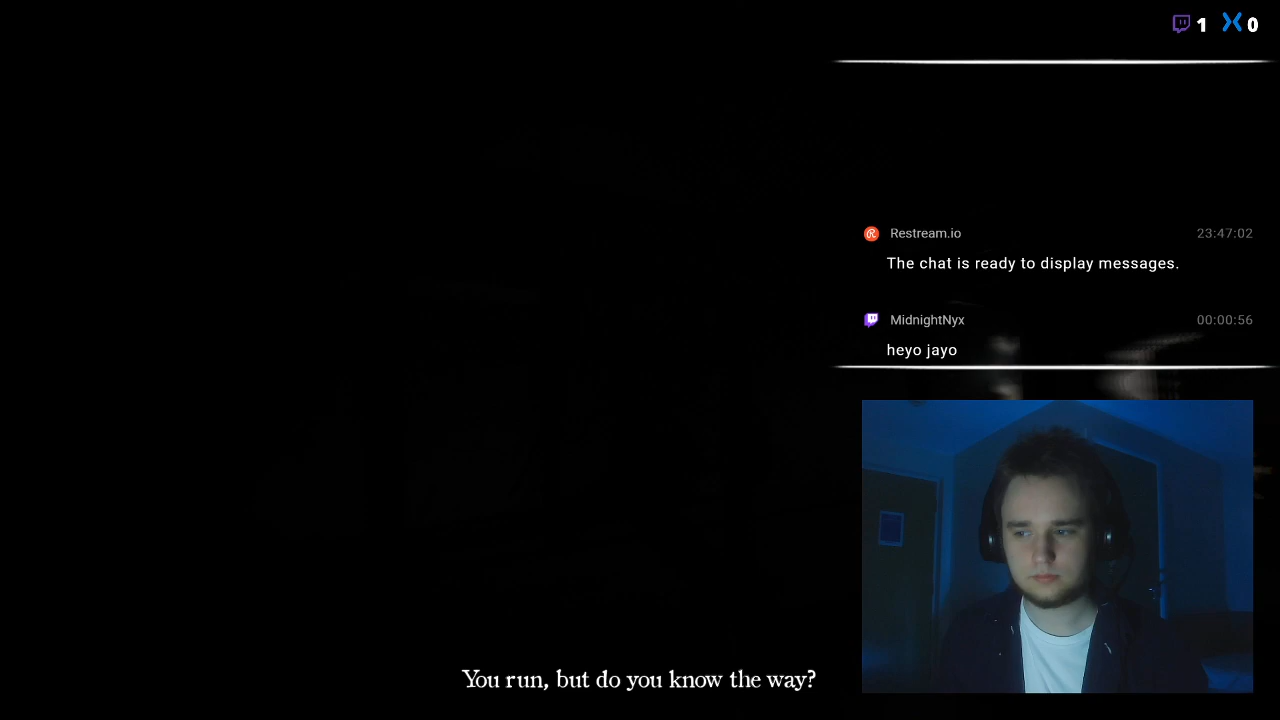 1 0
Restream.io 23:47:02
The chat is ready to display messages.
MidnightNyx 00:00:56
heyo jayo
You run, but do you know the way?